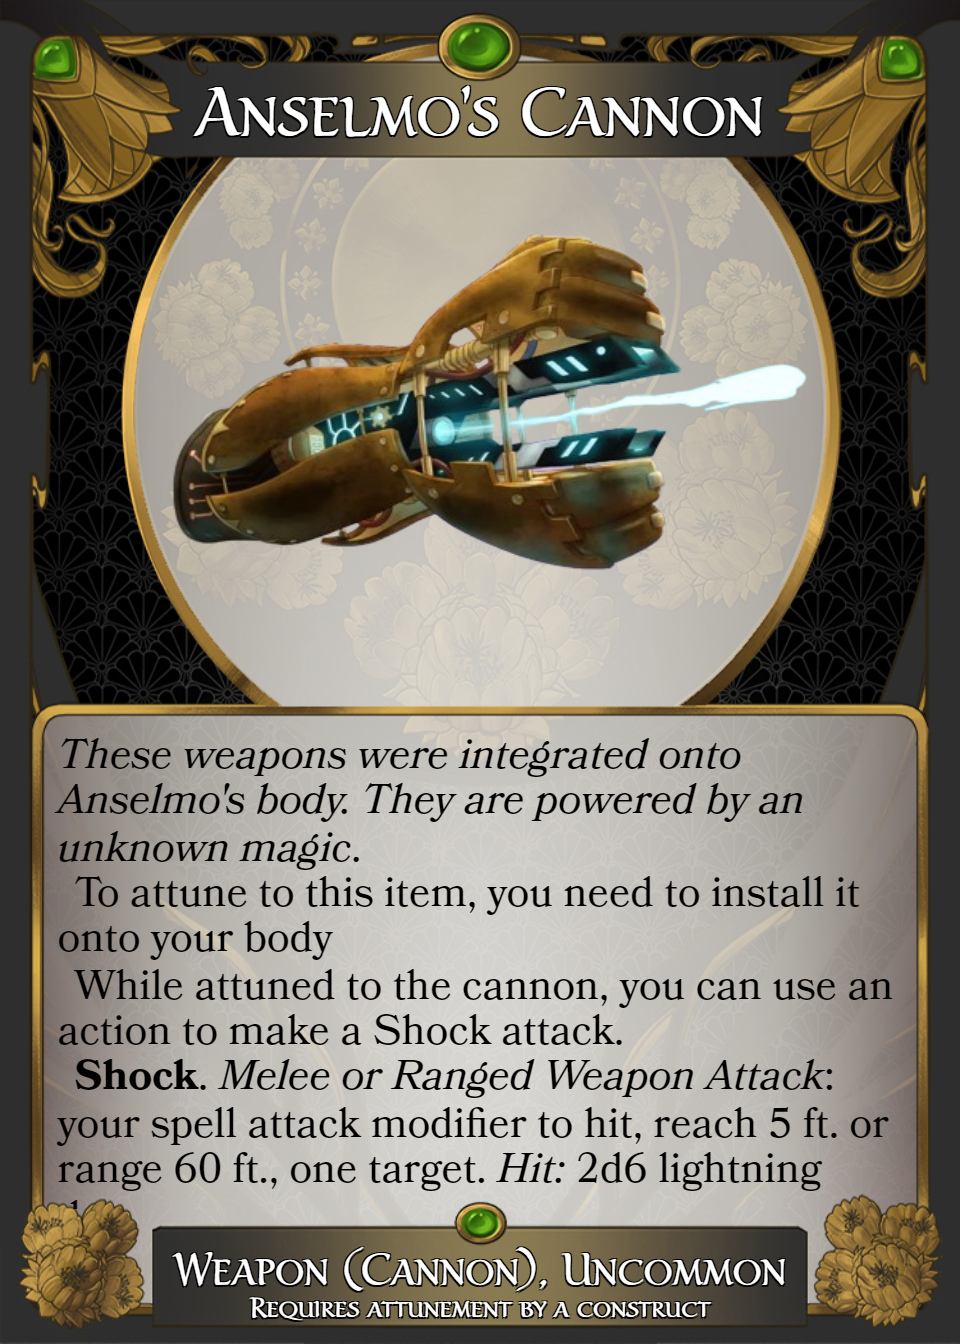 Anselmo's Cannon
These weapons were integrated onto
Anselmo's body. They are powered by an
unknown magic.
To attune to this item, you need to install it
onto your body
While attuned to the cannon, you can use an
action to make a Shock attack.
Shock. Melee or Ranged Weapon Attack:
your spell attack modifier to hit, reach 5 ft. or
range 60 ft., one target. Hit: 2d6 lightning
Weapon (Cannon), Uncommon
Requires attunement by a construct